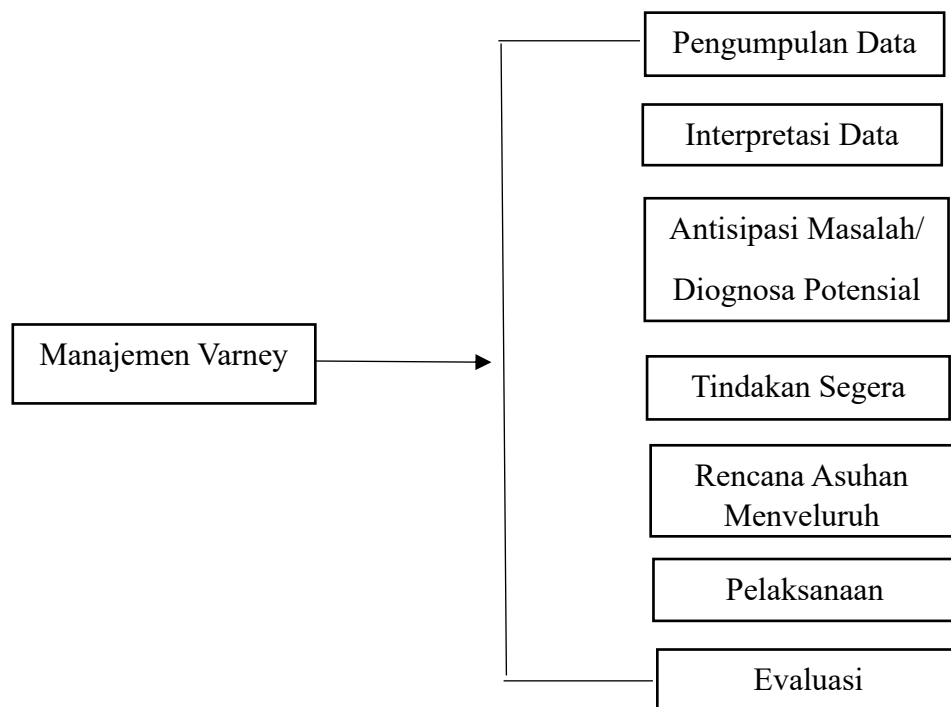 Pengumpulan Data
Interpretasi Data
Antisipasi Masalah/
Diognosa Potensial
Manajemen Varney
Tindakan Segera
Rencana Asuhan
Menveluruh
Pelaksanaan
Evaluasi